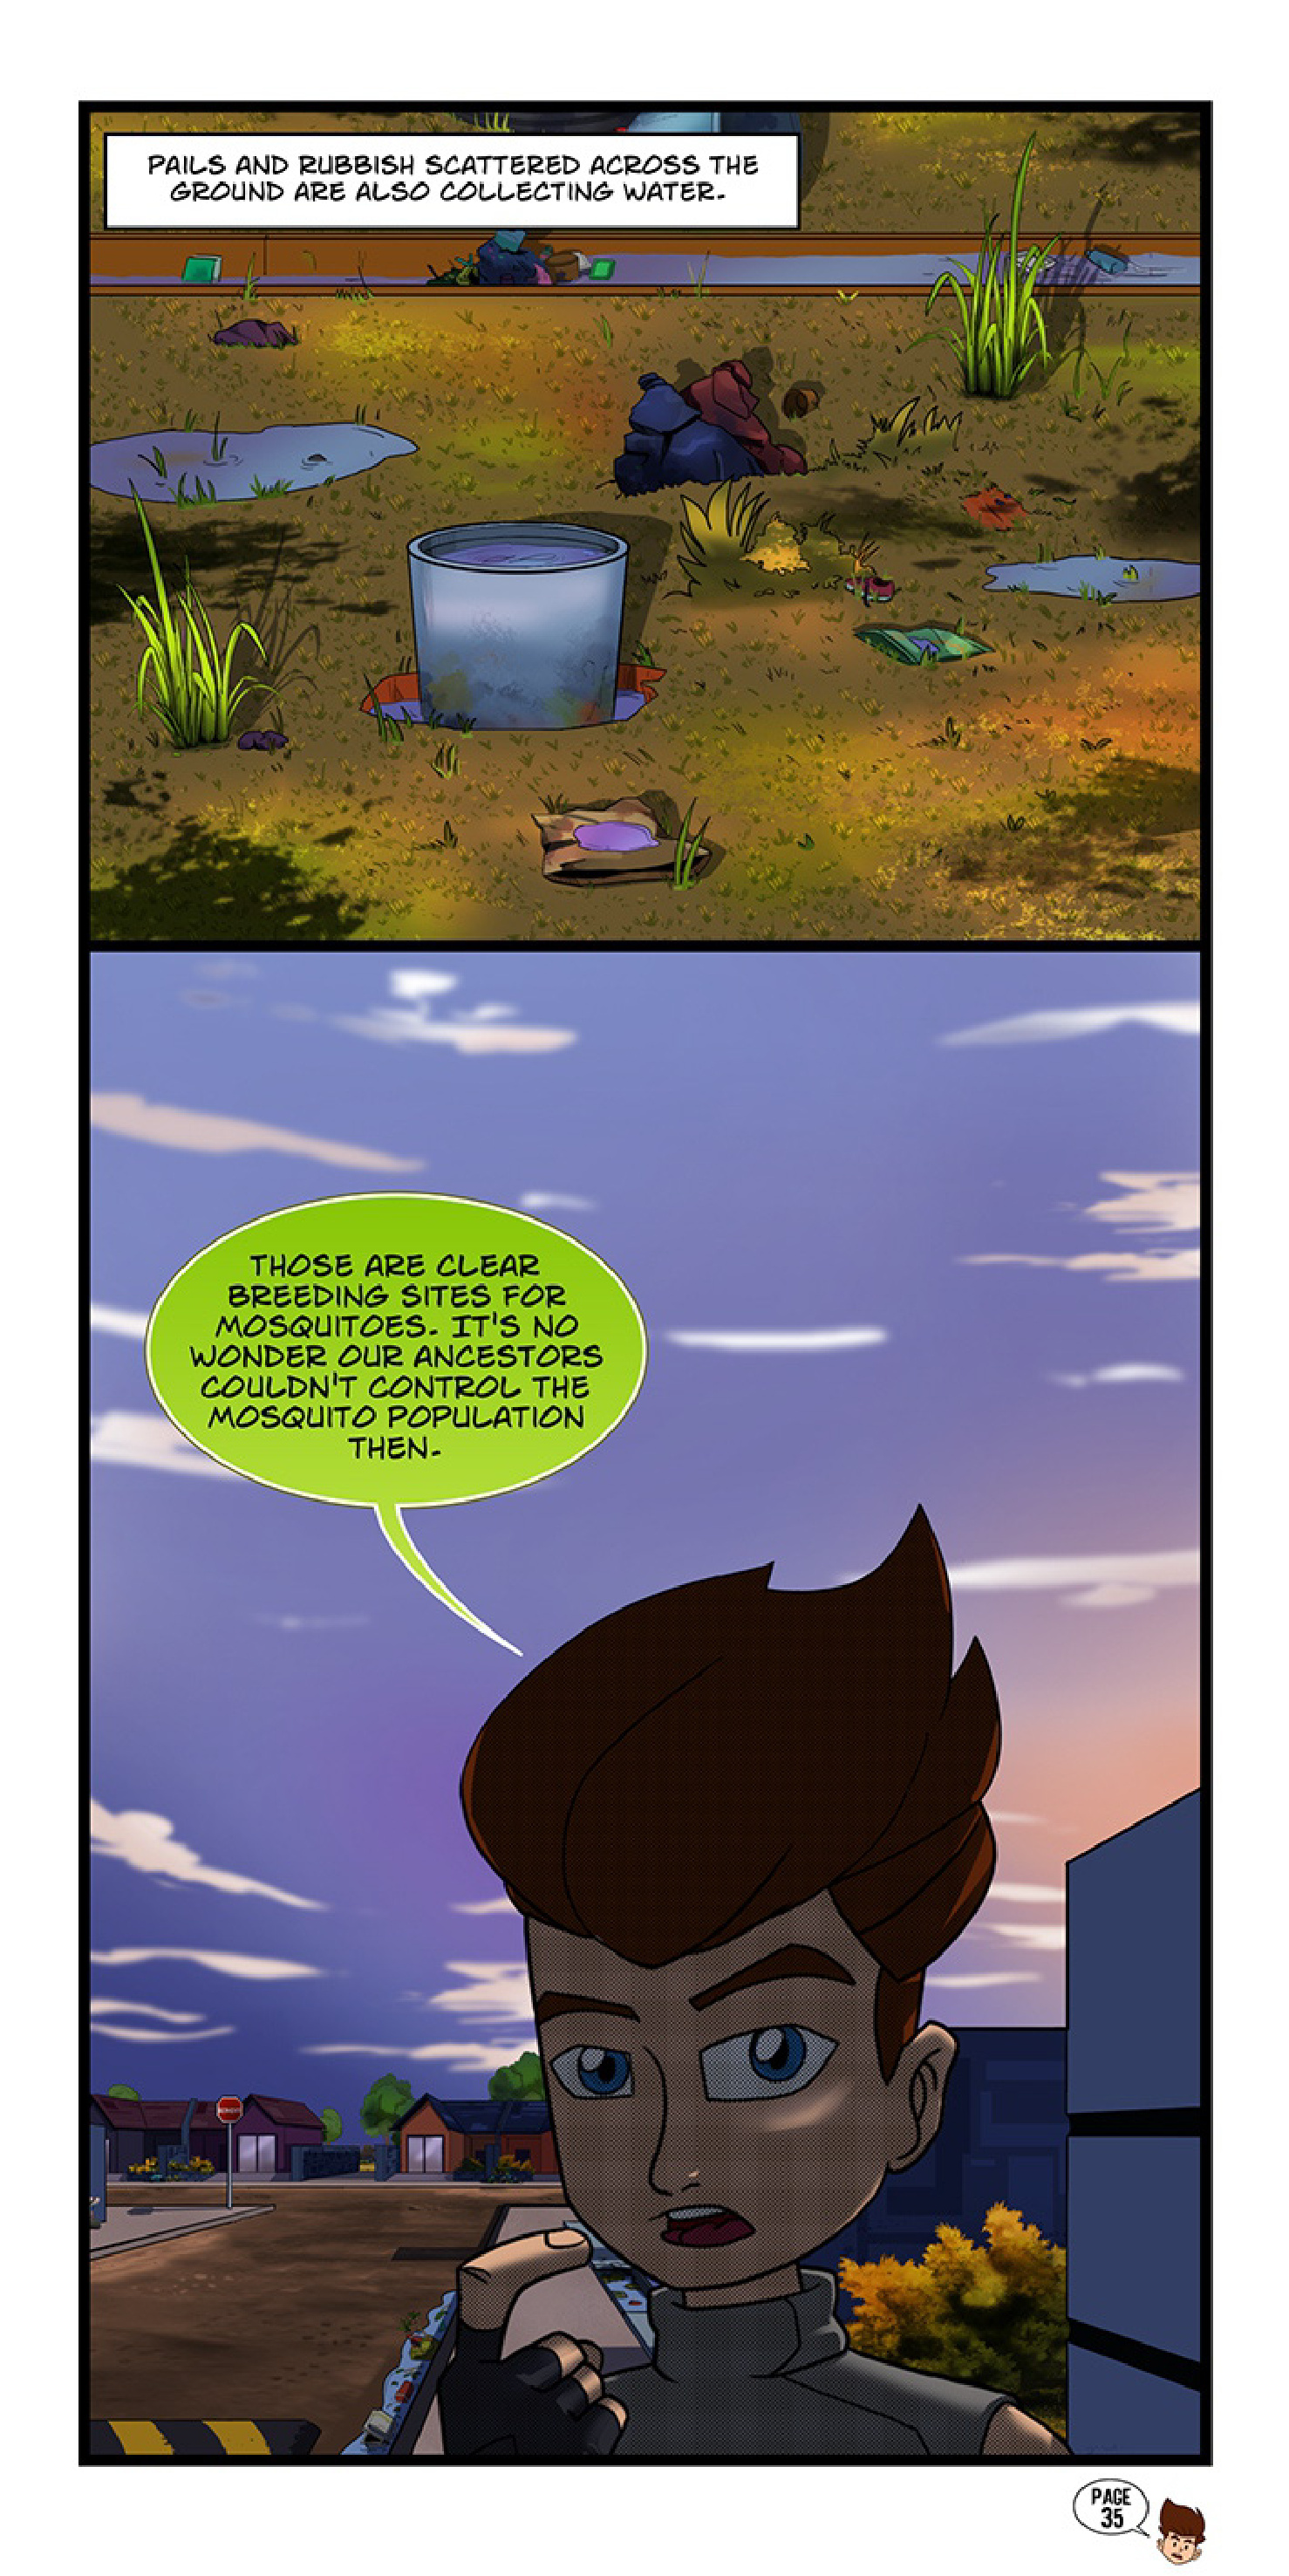 PAILS AND RUBBISH SCATTERED ACROSS THE
GROUND ARE ALSO COLLECTING WATER.
THOSE ARE CLEAR
BREEDING SITES FOR
MOSQUITOES. IT'S NO
WONDER OUR ANCESTORS
COULDN'T CONTROL THE
MOSQUITO POPULATION
THEN.
PAGE
35